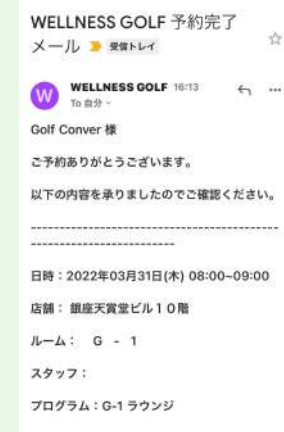 WELLNESS GOLF 予約完了
メール 受信トレイ
W
WELLNESS GOLF 16:13
To 自分
Golf Conver 様
ご予約ありがとうございます。
以下の内容を承りましたのでご確認ください。
-------------------------------------------
-------------------------
日時：2022年03月31日(木) 08:00~09:00
店舗： 銀座天賞堂ビル１０階
ルーム： G - 1
スタッフ：
プログラム：G-1 ラウンジ